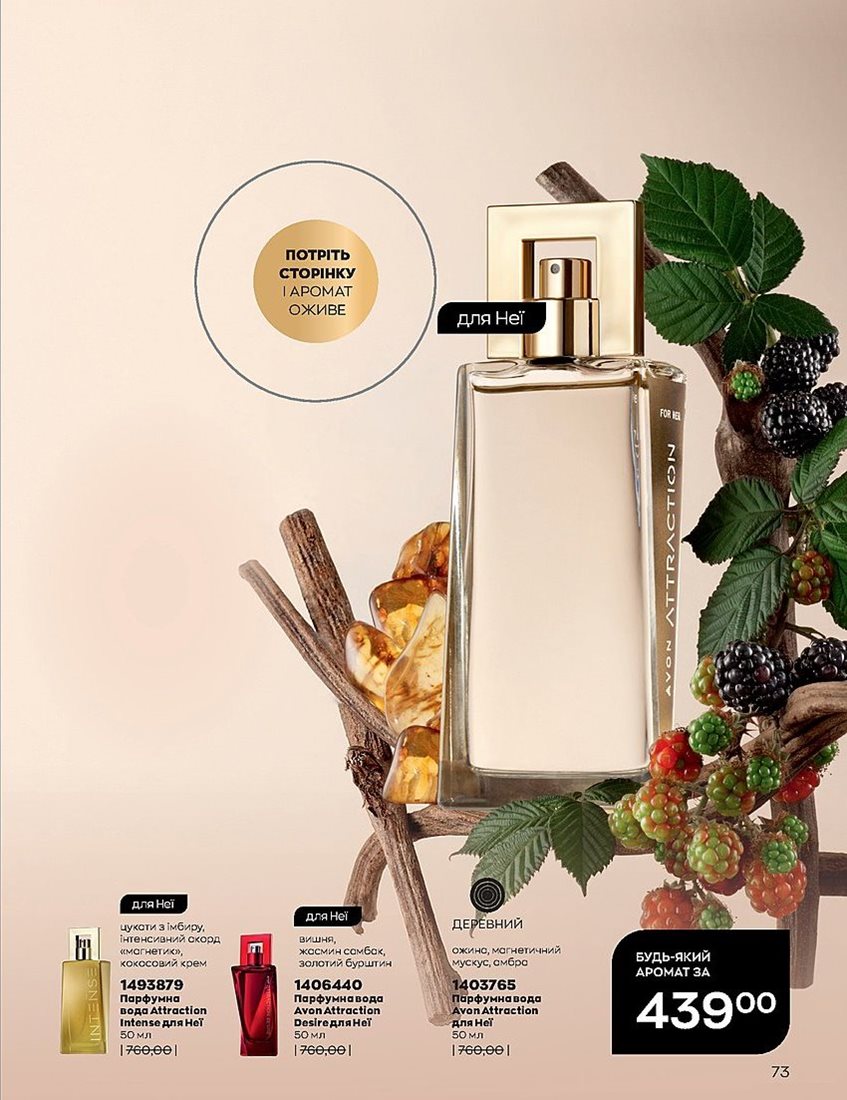 ПОТРІТЬ
СТОРІНКУ
І АРОМАТ
ОЖИВЕ
для Неї
FOR HER
AVON ATTRACTION
для Неї
цукати з імбиру,
інтенсивний акорд
«магнетик»,
кокосовий крем
1493879
Парфумна
вода Attraction
Intense для Неї
50 мл
|760,00|
INTENSE
для Неї
вишня,
жасмин самбак,
золотий бурштин
1406440
Парфумна вода
Avon Attraction
Desire для Неї
50 мл
|760,00|
ДЕРЕВНИЙ
ожина, магнетичний
мускус, амбра
1403765
Парфумна вода
Avon Attraction
для Неї
50 мл
|760,00|
БУДЬ-ЯКИЙ
АРОМАТ ЗА
439⁰⁰
73